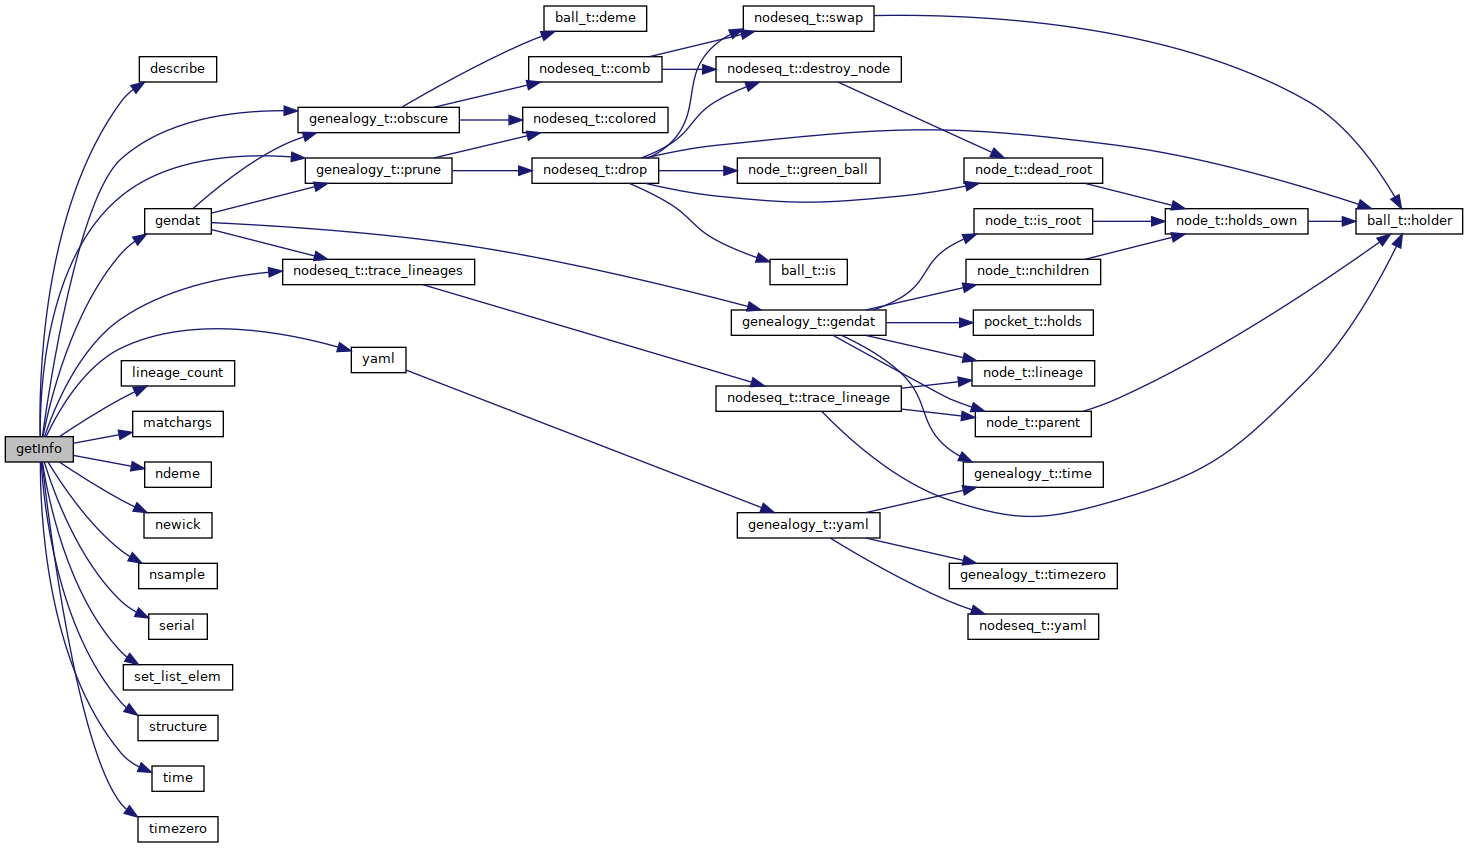 getInfo
describe
gendat
lineage_count
matchargs
ndeme
newick
nsample
serial
set_list_elem
structure
time
timezero
genealogy_t::obscure
genealogy_t::prune
nodeseq_t::trace_lineages
yaml
ball_t::deme
nodeseq_t::comb
nodeseq_t::colored
nodeseq_t::drop
nodeseq_t::swap
nodeseq_t::destroy_node
node_t::green_ball
ball_t::is
genealogy_t::gendat
nodeseq_t::trace_lineage
genealogy_t::yaml
node_t::dead_root
node_t::is_root
node_t::nchildren
pocket_t::holds
node_t::lineage
node_t::parent
genealogy_t::time
genealogy_t::timezero
nodeseq_t::yaml
node_t::holds_own
ball_t::holder